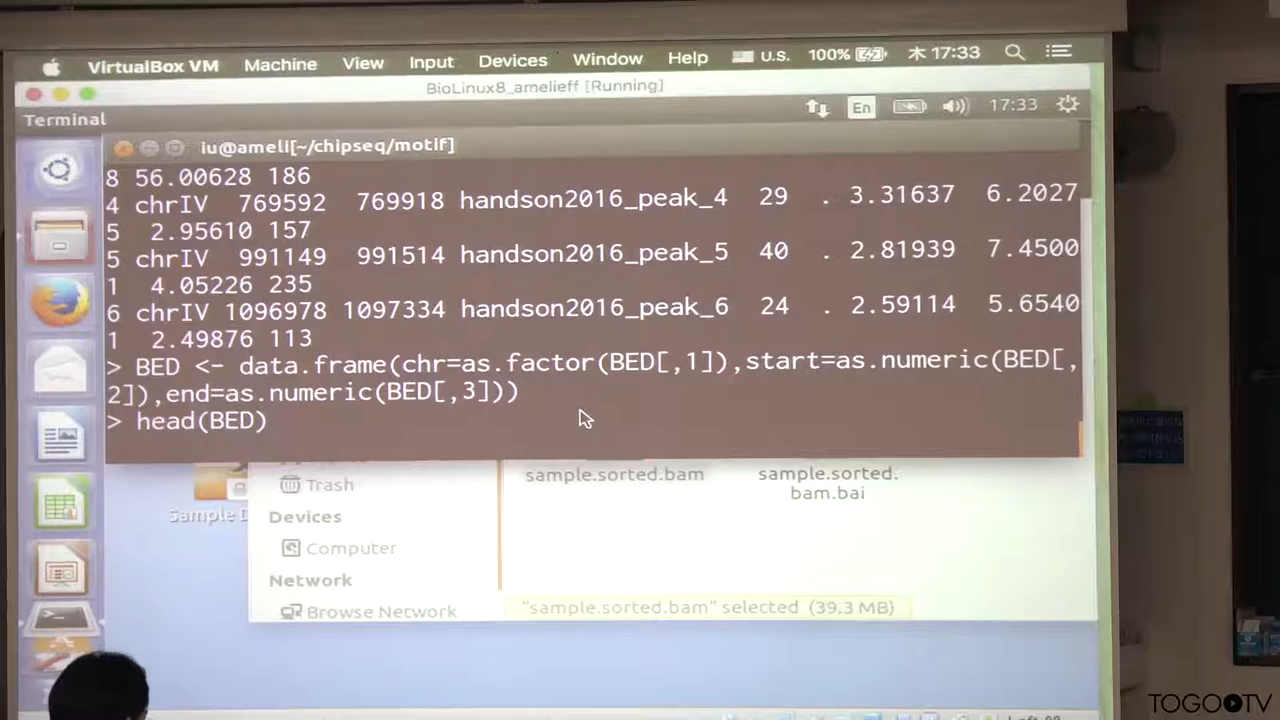 VirtualBox VM Machine View Input Devices Window Help U.S. 100% 木 17:33
BioLinux8_amelieff [Running]
Terminal En 17:33
iu@ameli[~/chipseq/motif]
8 56.00628 186
4 chrIV 769592 769918 handson2016_peak_4 29 . 3.31637 6.2027
5 2.95610 157
5 chrIV 991149 991514 handson2016_peak_5 40 . 2.81939 7.4500
1 4.05226 235
6 chrIV 1096978 1097334 handson2016_peak_6 24 . 2.59114 5.6540
1 2.49876 113
> BED <- data.frame(chr=as.factor(BED[,1]),start=as.numeric(BED[,
2]),end=as.numeric(BED[,3]))
> head(BED)
sample.sorted.bam
sample.sorted.
bam.bai
Trash
Sample
Devices
Computer
Network
Browse Network
"sample.sorted.bam" selected (39.3 MB)
TOGOTV